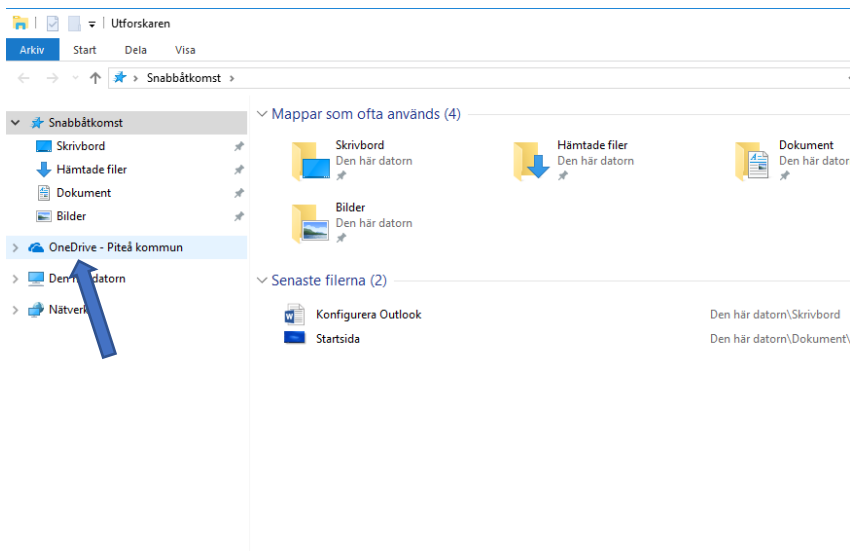 Utforskaren
Arkiv Start Dela Visa
Snabbåtkomst
Snabbåtkomst
Skrivbord
Hämtade filer
Dokument
Bilder
OneDrive - Piteå kommun
datorn
Nätverk
Mappar som ofta används (4)
Skrivbord
Den här datorn
Hämtade filer
Den här datorn
Dokument
Den här dator
Bilder
Den här datorn
Senaste filerna (2)
Konfigurera Outlook Den här datorn\Skrivbord
Startsida Den här datorn\Dokument\